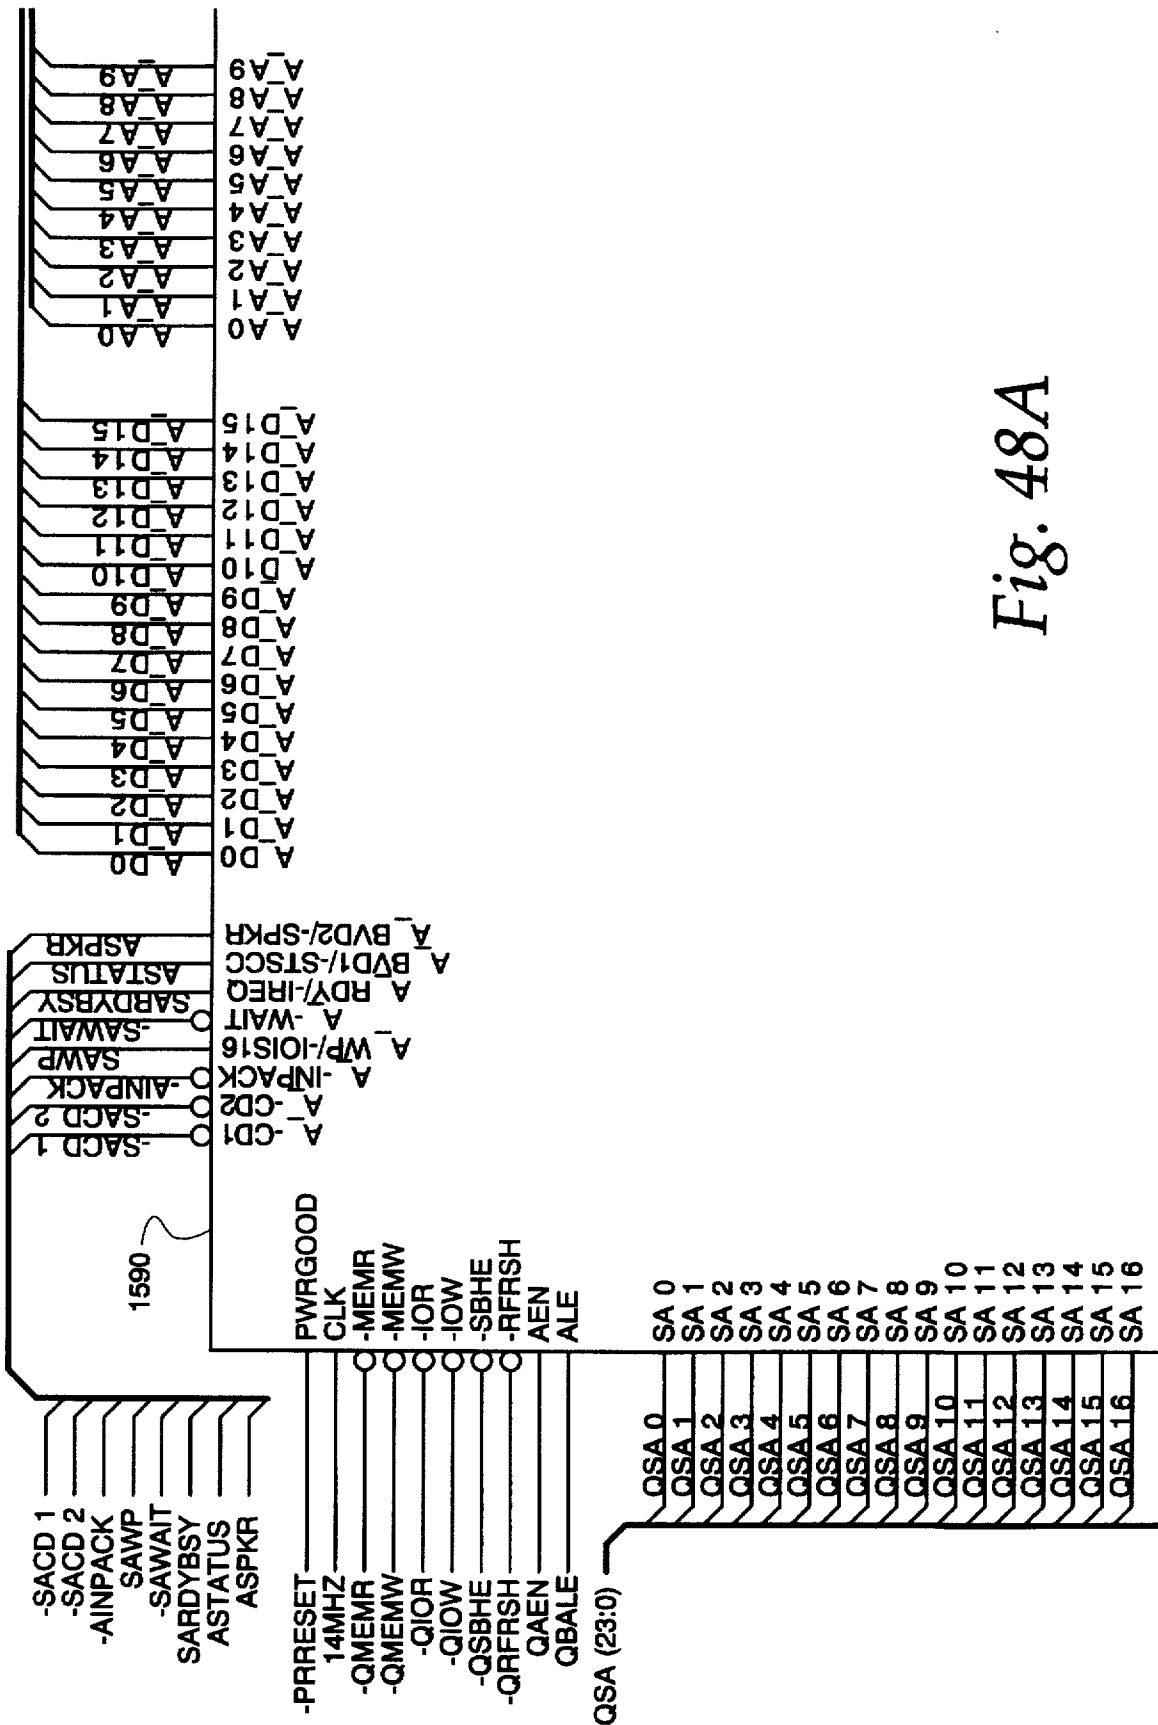 -SACD 1
-SACD 2
-AINPACK
SAWP
-SAWAIT
SARDYBSY
ASTATUS
ASPKR
-PRRESET
14MHZ
-QMEMR
-QMEMW
-QIOR
-QIOW
-QSBHE
-QRFRSH
QAEN
QBALE
QSA (23:0)
QSA 0
QSA 1
QSA 2
QSA 3
QSA 4
QSA 5
QSA 6
QSA 7
QSA 8
QSA 9
QSA 10
QSA 11
QSA 12
QSA 13
QSA 14
QSA 15
QSA 16
1590
PWRGOOD
CLK
-MEMR
-MEMW
-IOR
-IOW
-SBHE
-RFRSH
AEN
ALE
SA 0
SA 1
SA 2
SA 3
SA 4
SA 5
SA 6
SA 7
SA 8
SA 9
SA 10
SA 11
SA 12
SA 13
SA 14
SA 15
SA 16
-SACD 1
-SACD 2
-AINPACK
SAWP
-SAWAIT
SARDYBSY
ASTATUS
ASPKR
A_-CD1
A_-CD2
A_-INPACK
A_WP/-IOIS16
A_-WAIT
A_RDY/-IREQ
A_BVD1/-STSCC
A_BVD2/-SPKR
A_D0
A_D1
A_D2
A_D3
A_D4
A_D5
A_D6
A_D7
A_D8
A_D9
A_D10
A_D11
A_D12
A_D13
A_D14
A_D15
A_D0
A_D1
A_D2
A_D3
A_D4
A_D5
A_D6
A_D7
A_D8
A_D9
A_D10
A_D11
A_D12
A_D13
A_D14
A_D15
A_A0
A_A1
A_A2
A_A3
A_A4
A_A5
A_A6
A_A7
A_A8
A_A9
A_A0
A_A1
A_A2
A_A3
A_A4
A_A5
A_A6
A_A7
A_A8
A_A9
Fig. 48A